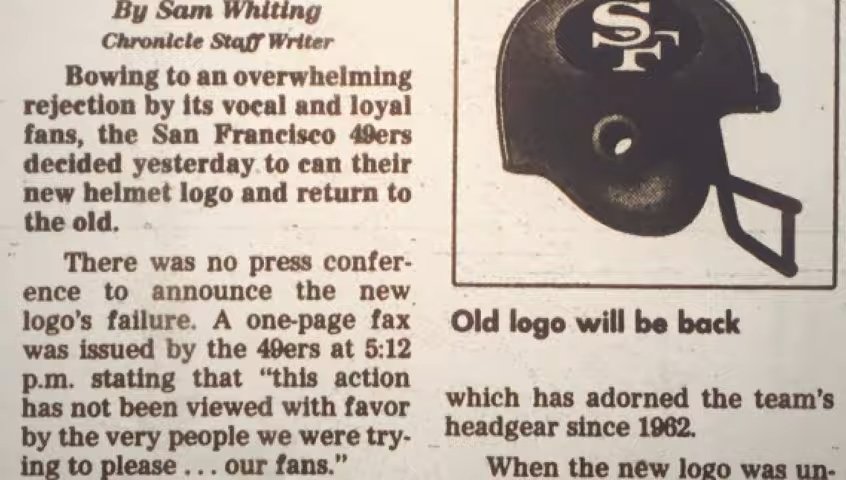 By Sam Whiting
Chronicle Staff Writer
Bowing to an overwhelming
rejection by its vocal and loyal
fans, the San Francisco 49ers
decided yesterday to can their
new helmet logo and return to
the old.
There was no press confer-
ence to announce the new
logo's failure. A one-page fax
was issued by the 49ers at 5:12
p.m. stating that "this action
has not been viewed with favor
by the very people we were try-
ing to please . . . our fans."
SF
Old logo will be back
which has adorned the team's
headgear since 1962.
When the new logo was un-